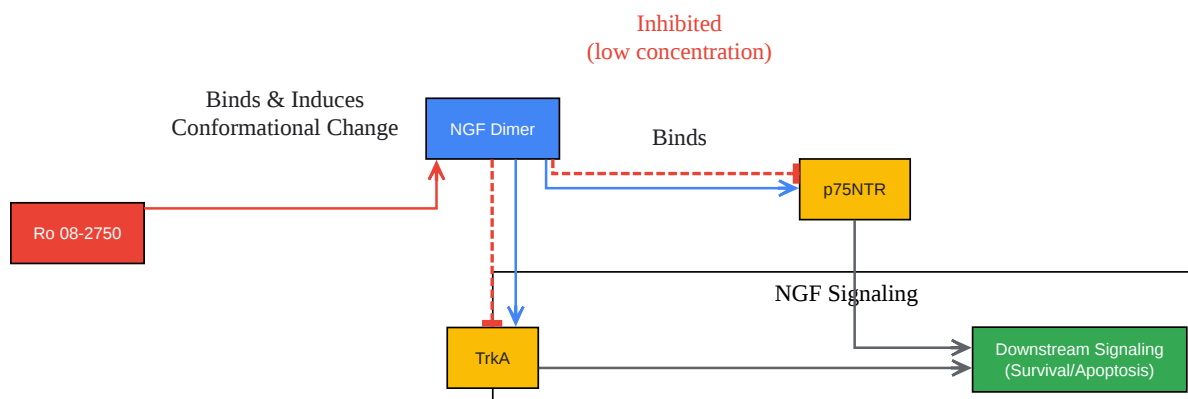 Inhibited
(low concentration)
Binds & Induces
Conformational Change
NGF Dimer
Binds
p75NTR
Ro 08-2750
NGF Signaling
TrkA
Downstream Signaling
(Survival/Apoptosis)